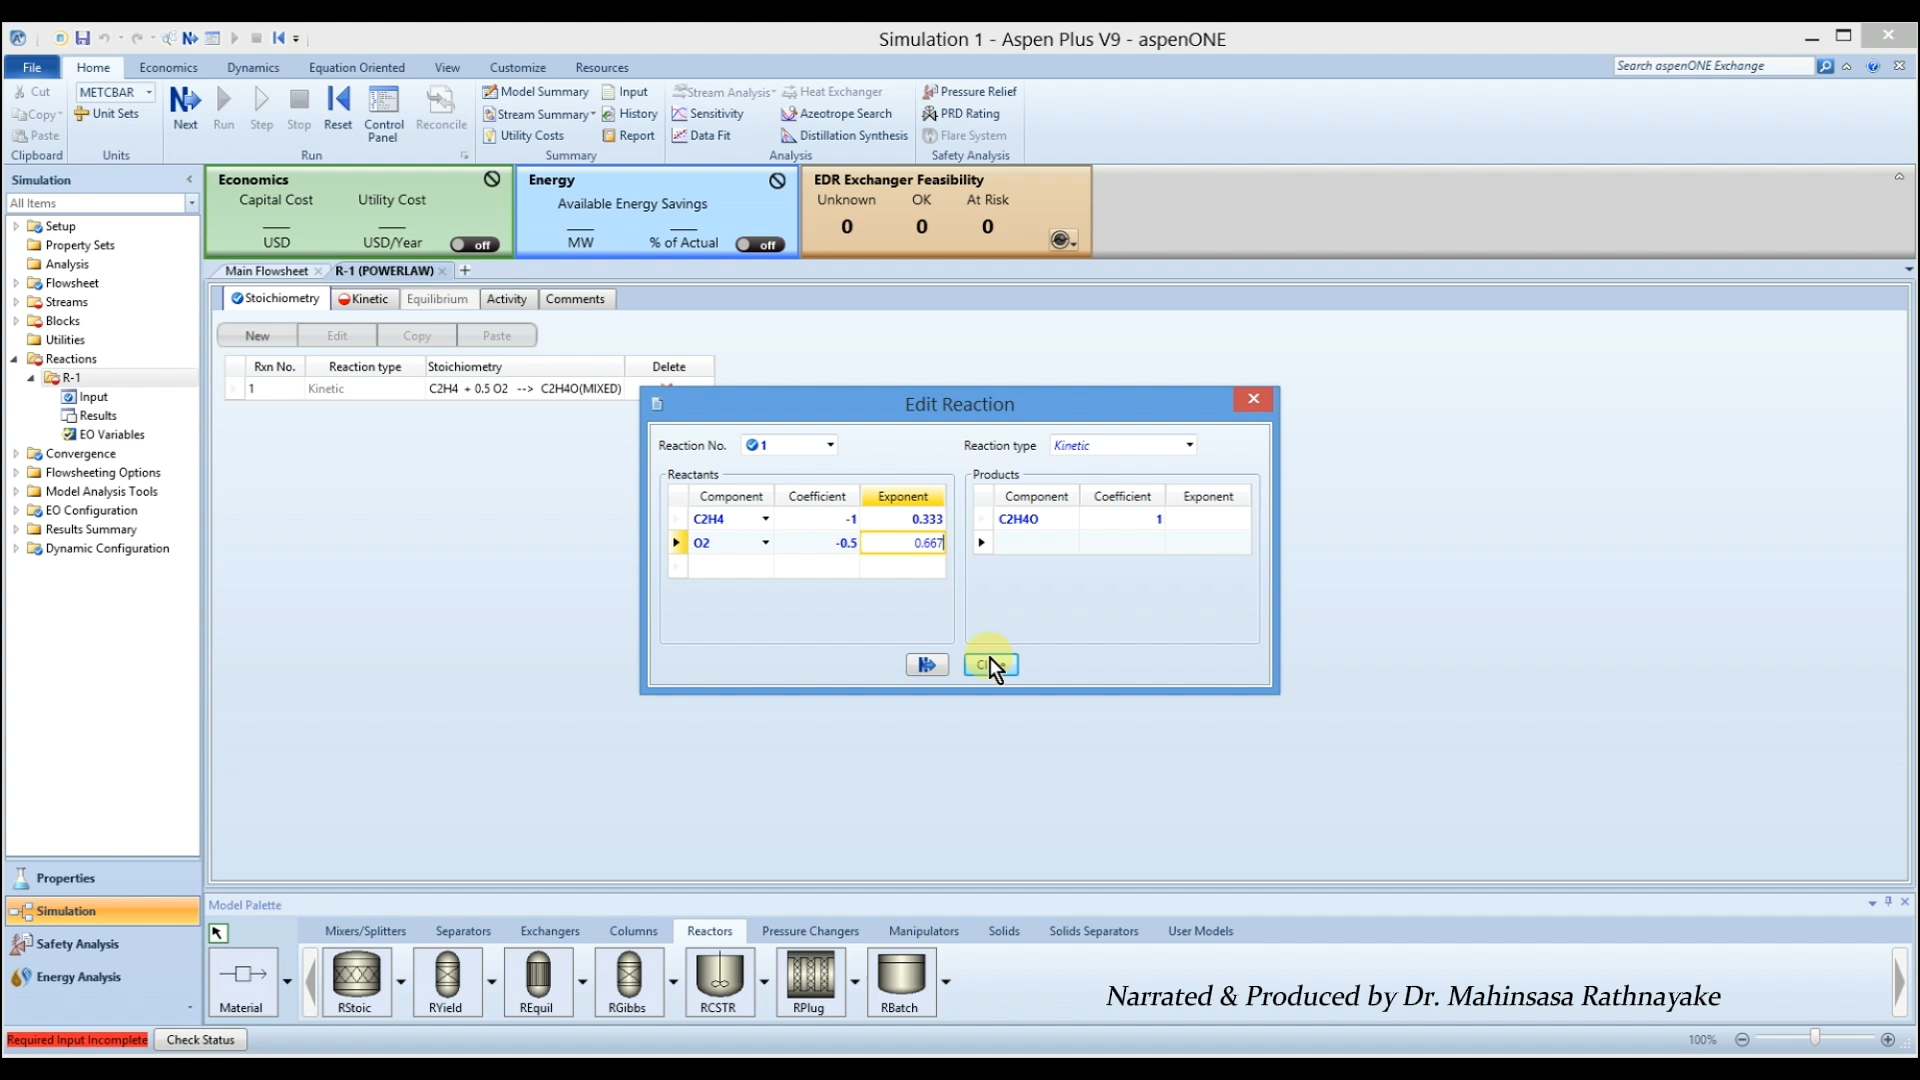 Simulation 1 - Aspen Plus V9 - aspenONE
File Home Economics Dynamics Equation Oriented View Customize Resources
Search aspenONE Exchange
Cut METCBAR Model Summary Input Stream Analysis Heat Exchanger Pressure Relief
Copy Unit Sets Stream Summary History Sensitivity Azeotrope Search PRD Rating
Next Run Step Stop Reset Control Panel Reconcile
Paste Utility Costs Report Data Fit Distillation Synthesis Flare System
Clipboard Units Run Summary Analysis Safety Analysis
Simulation
All Items
Setup
Property Sets
Analysis
Flowsheet
Streams
Blocks
Utilities
Reactions
R-1
Input
Results
EO Variables
Convergence
Flowsheeting Options
Model Analysis Tools
EO Configuration
Results Summary
Dynamic Configuration
Properties
Simulation
Safety Analysis
Energy Analysis
Economics
Capital Cost Utility Cost
USD USD/Year off
Energy
Available Energy Savings
MW % of Actual off
EDR Exchanger Feasibility
Unknown OK At Risk
0 0 0
Main Flowsheet R-1 (POWERLAW) +
Stoichiometry Kinetic Equilibrium Activity Comments
New Edit Copy Paste
Rxn No. Reaction type Stoichiometry Delete
1 Kinetic C2H4 + 0.5 O2 --> C2H4O(MIXED)
Edit Reaction
Reaction No. 1 Reaction type Kinetic
Reactants
Component Coefficient Exponent
C2H4 -1 0.333
O2 -0.5 0.667
Products
Component Coefficient Exponent
C2H4O 1
Model Palette
Mixers/Splitters Separators Exchangers Columns Reactors Pressure Changers Manipulators Solids Solids Separators User Models
Material RStoic RYield REquil RGibbs RCSTR RPlug RBatch
Narrated & Produced by Dr. Mahinsasa Rathnayake
Required Input Incomplete Check Status 100%